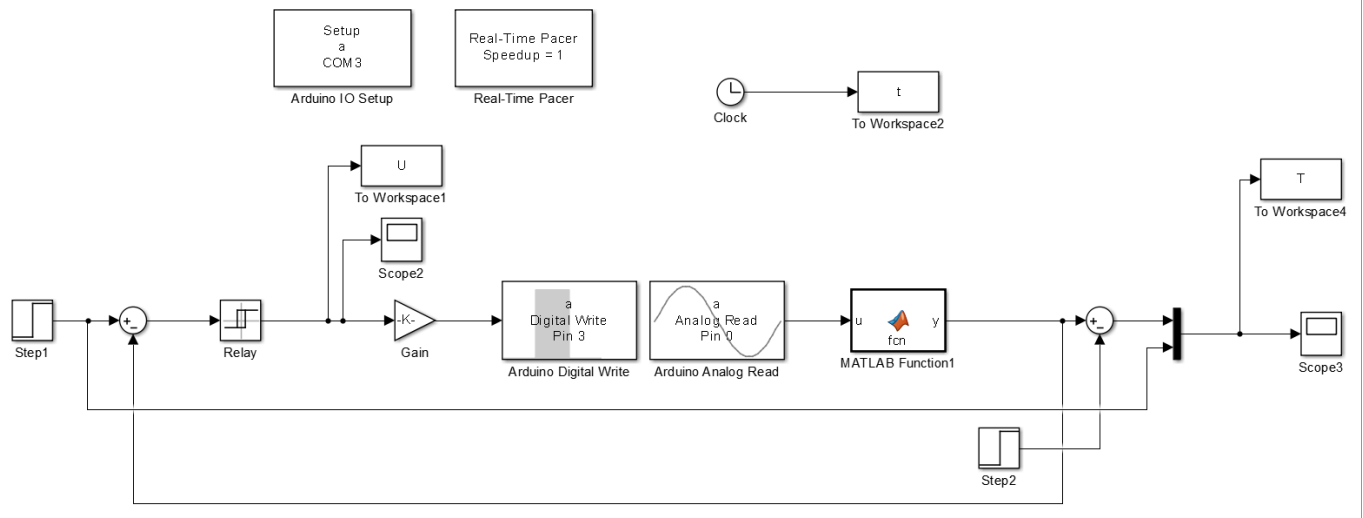 Setup
a
COM3
Arduino IO Setup
Real-Time Pacer
Speedup = 1
Real-Time Pacer
Clock
t
To Workspace2
U
To Workspace1
Scope2
T
To Workspace4
Step1
+
-
Relay
-K-
Gain
a
Digital Write
Pin 3
Arduino Digital Write
a
Analog Read
Pin 0
Arduino Analog Read
u
y
fcn
MATLAB Function1
+
-
Scope3
Step2